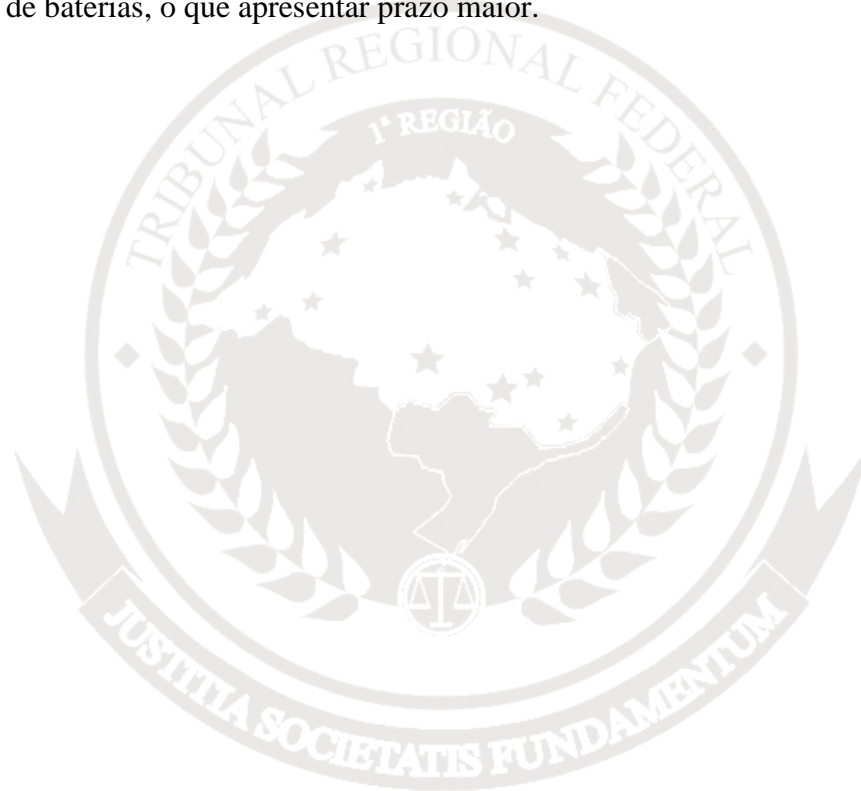 de baterias, o que apresentar prazo maior.
TRIBUNAL REGIONAL FEDERAL
1ª REGIÃO
JUSTITIA SOCIETATIS FUNDAMENTUM